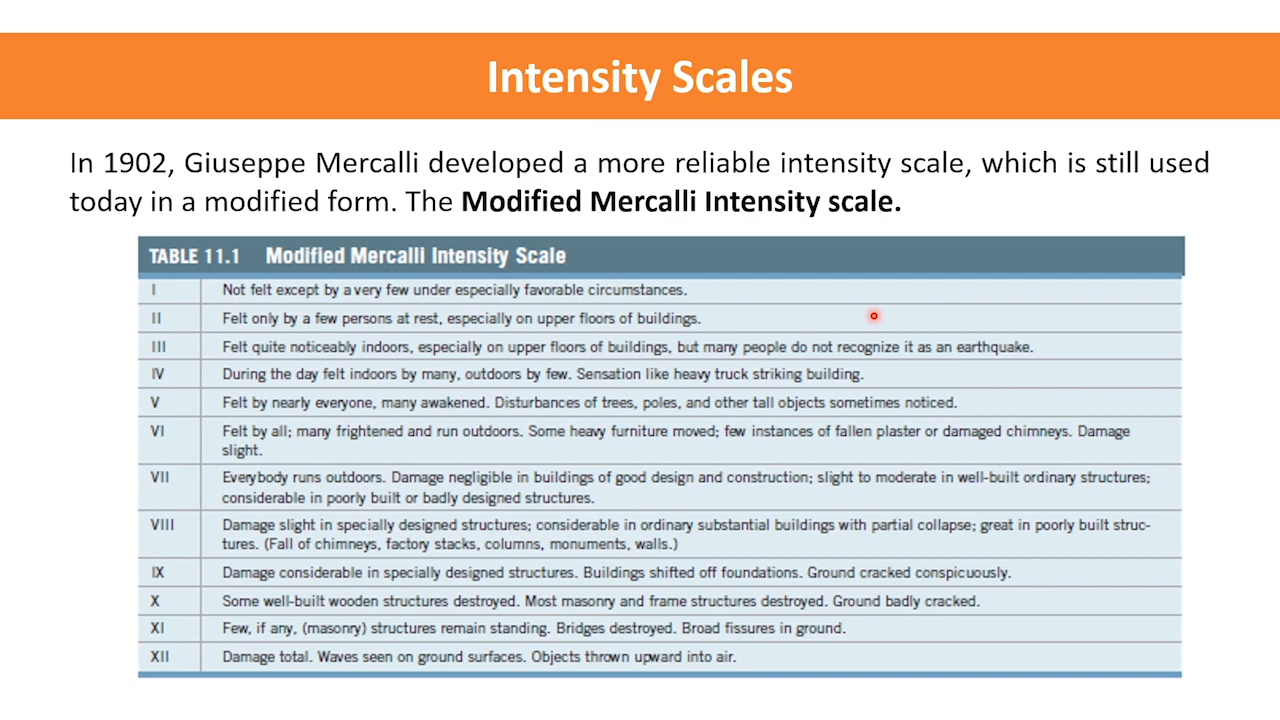 Intensity Scales
In 1902, Giuseppe Mercalli developed a more reliable intensity scale, which is still used
today in a modified form. The Modified Mercalli Intensity scale.
TABLE 11.1 Modified Mercalli Intensity Scale
I Not felt except by a very few under especially favorable circumstances.
II Felt only by a few persons at rest, especially on upper floors of buildings.
III Felt quite noticeably indoors, especially on upper floors of buildings, but many people do not recognize it as an earthquake.
IV During the day felt indoors by many, outdoors by few. Sensation like heavy truck striking building.
V Felt by nearly everyone, many awakened. Disturbances of trees, poles, and other tall objects sometimes noticed.
VI Felt by all; many frightened and run outdoors. Some heavy furniture moved; few instances of fallen plaster or damaged chimneys. Damage
slight.
VII Everybody runs outdoors. Damage negligible in buildings of good design and construction; slight to moderate in well-built ordinary structures;
considerable in poorly built or badly designed structures.
VIII Damage slight in specially designed structures; considerable in ordinary substantial buildings with partial collapse; great in poorly built struc-
tures. (Fall of chimneys, factory stacks, columns, monuments, walls.)
IX Damage considerable in specially designed structures. Buildings shifted off foundations. Ground cracked conspicuously.
X Some well-built wooden structures destroyed. Most masonry and frame structures destroyed. Ground badly cracked.
XI Few, if any, (masonry) structures remain standing. Bridges destroyed. Broad fissures in ground.
XII Damage total. Waves seen on ground surfaces. Objects thrown upward into air.